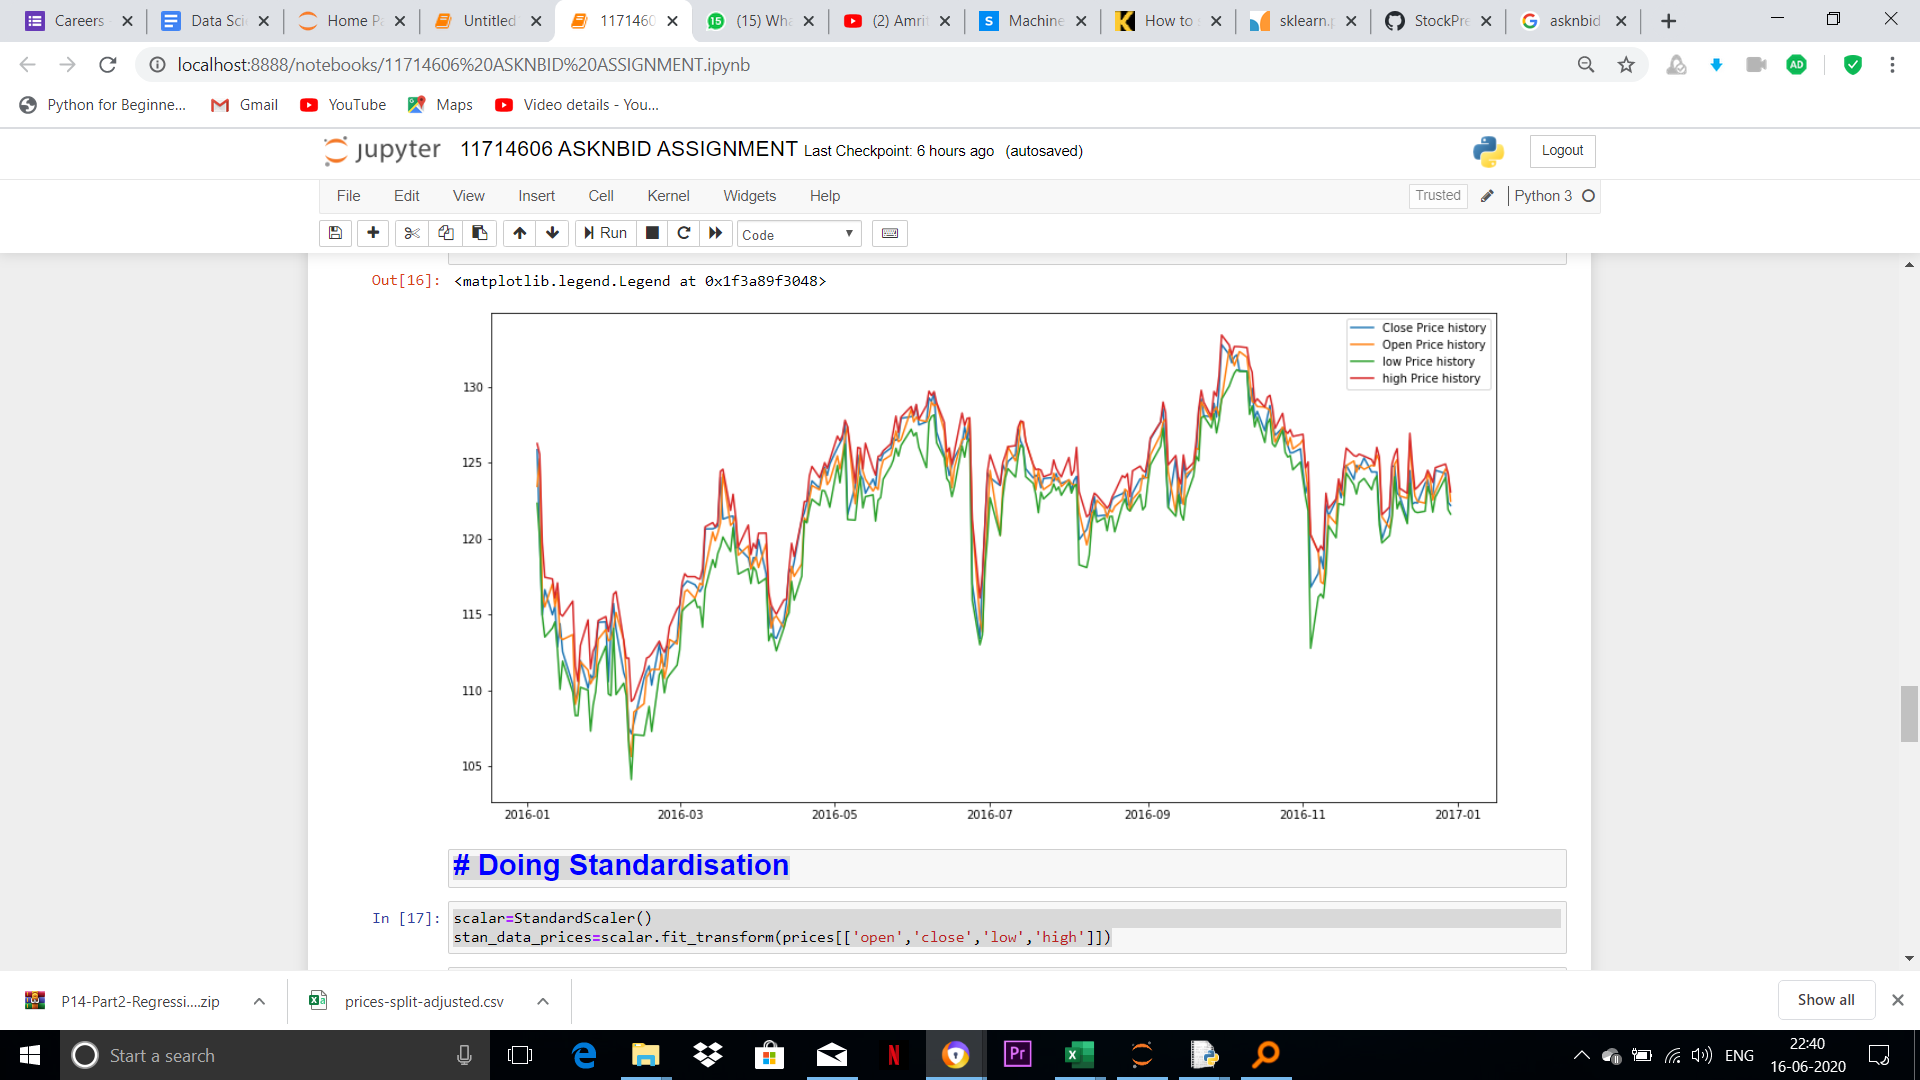 Careers
Data Sci
Home P
Untitled
1171460
(15) Wha
(2) Amri
Machine
How to
sklearn.p
StockPre
asknbid
localhost:8888/notebooks/11714606%20ASKNBID%20ASSIGNMENT.ipynb
Python for Beginne...
Gmail
YouTube
Maps
Video details - You...
jupyter
11714606 ASKNBID ASSIGNMENT Last Checkpoint: 6 hours ago (autosaved)
Logout
File Edit View Insert Cell Kernel Widgets Help
Trusted
Python 3
Run
Code
Out[16]: <matplotlib.legend.Legend at 0x1f3a89f3048>
Close Price history
Open Price history
low Price history
high Price history
130
125
120
115
110
105
2016-01 2016-03 2016-05 2016-07 2016-09 2016-11 2017-01
# Doing Standardisation
In [17]: scalar=StandardScaler()
stan_data_prices=scalar.fit_transform(prices[['open','close','low','high']])
P14-Part2-Regressi....zip
prices-split-adjusted.csv
Show all
Start a search
ENG
22:40
16-06-2020